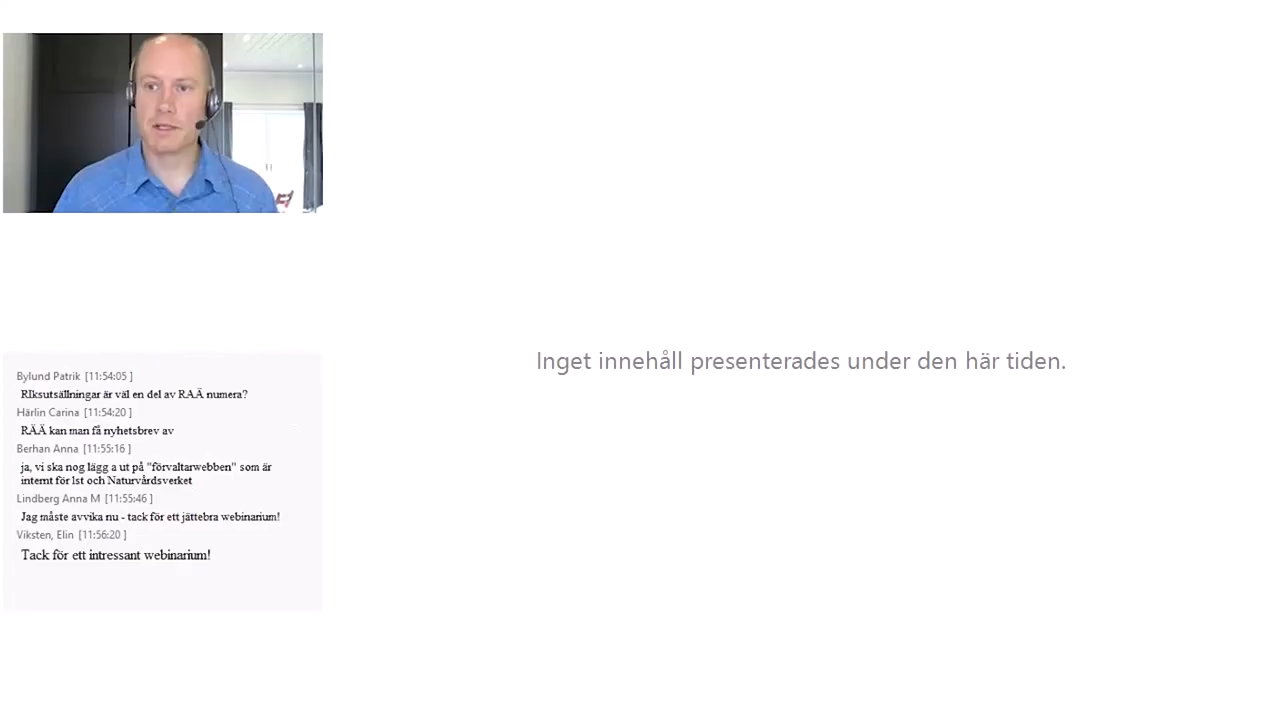 Inget innehåll presenterades under den här tiden.
Bylund Patrik [11:54:05 ]
RIksutsällningar är väl en del av RAÄ numera?
Härlin Carina [11:54:20 ]
RÄÄ kan man få nyhetsbrev av
Berhan Anna [11:55:16 ]
ja, vi ska nog lägg a ut på "förvaltarwebben" som är
internt för lst och Naturvårdsverket
Lindberg Anna M [11:55:46 ]
Jag måste avvika nu - tack för ett jättebra webinarium!
Viksten, Elin [11:56:20 ]
Tack för ett intressant webinarium!